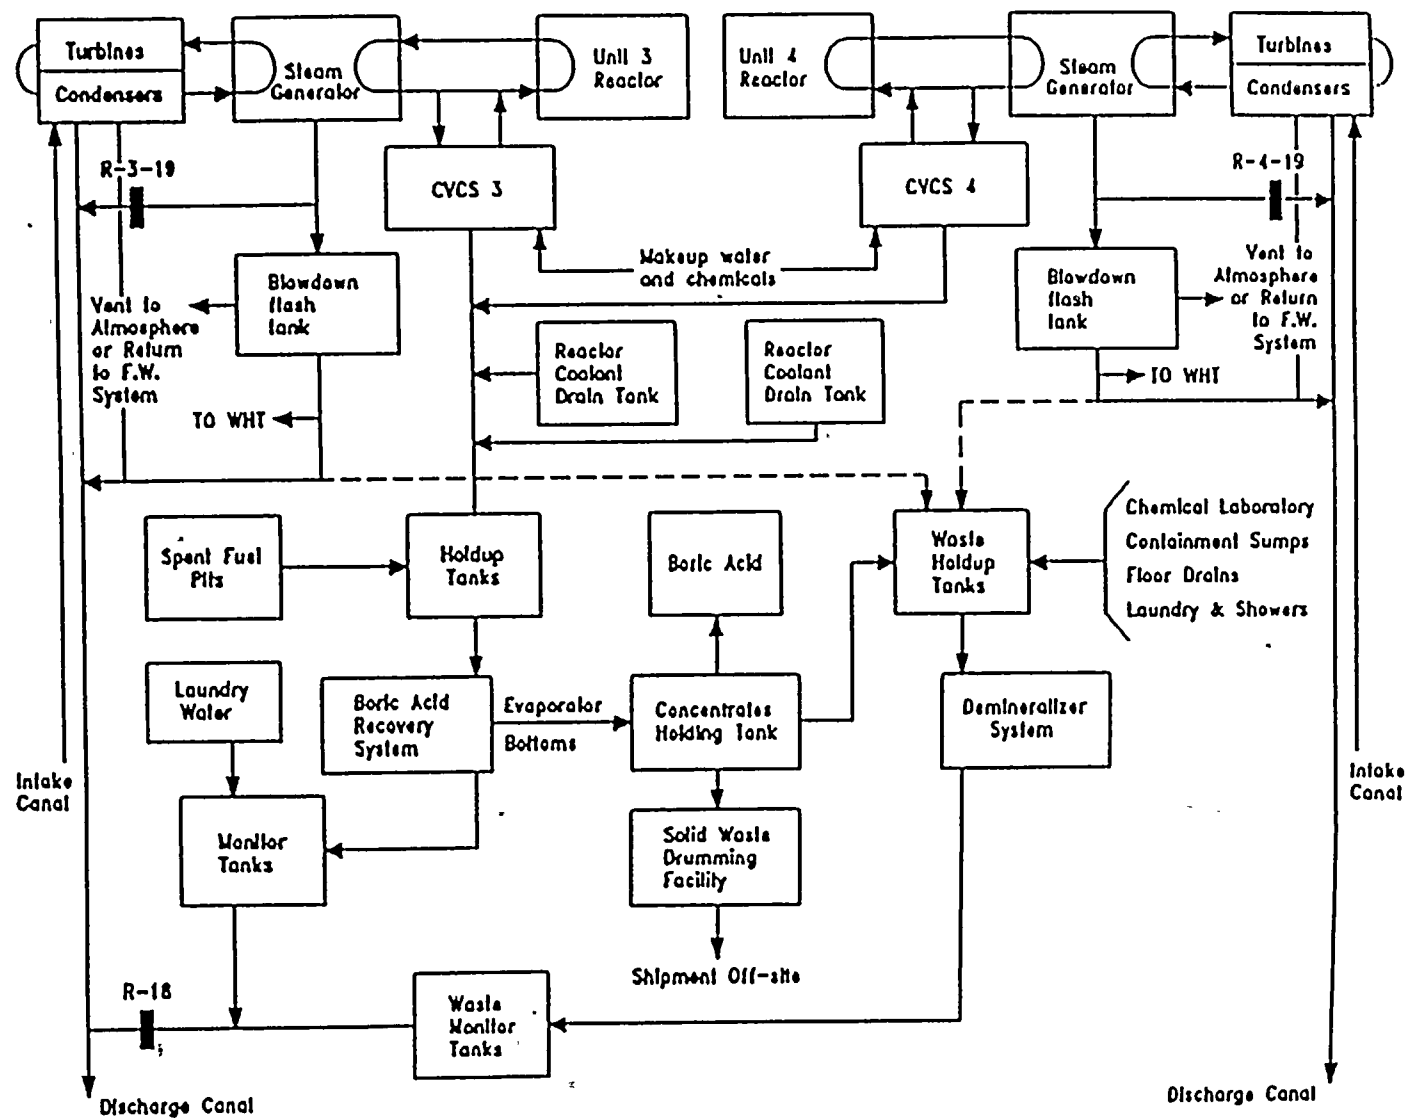 Turbines
Condensers
Steam
Generator
Unit 3
Reactor
Unit 4
Reactor
Steam
Generator
Turbines
Condensers
R-3-19
CVCS 3
CVCS 4
R-4-19
Makeup water
and chemicals
Blowdown
flash
tank
Vent to
Atmosphere
or Return
to F.W.
System
TO WHT
Reactor
Coolant
Drain Tank
Reactor
Coolant
Drain Tank
Blowdown
flash
tank
Vent to
Atmosphere
or Return
to F.W.
System
TO WHT
Spent Fuel
Pits
Holdup
Tanks
Boric Acid
Waste
Holdup
Tanks
Chemical Laboratory
Containment Sumps
Floor Drains
Laundry & Showers
Laundry
Water
Boric Acid
Recovery
System
Evaporator
Bottoms
Concentrates
Holding Tank
Demineralizer
System
Intake
Canal
Intake
Canal
Monitor
Tanks
Solid Waste
Drumming
Facility
Shipment Off-site
R-18
Waste
Monitor
Tanks
Discharge Canal
Discharge Canal